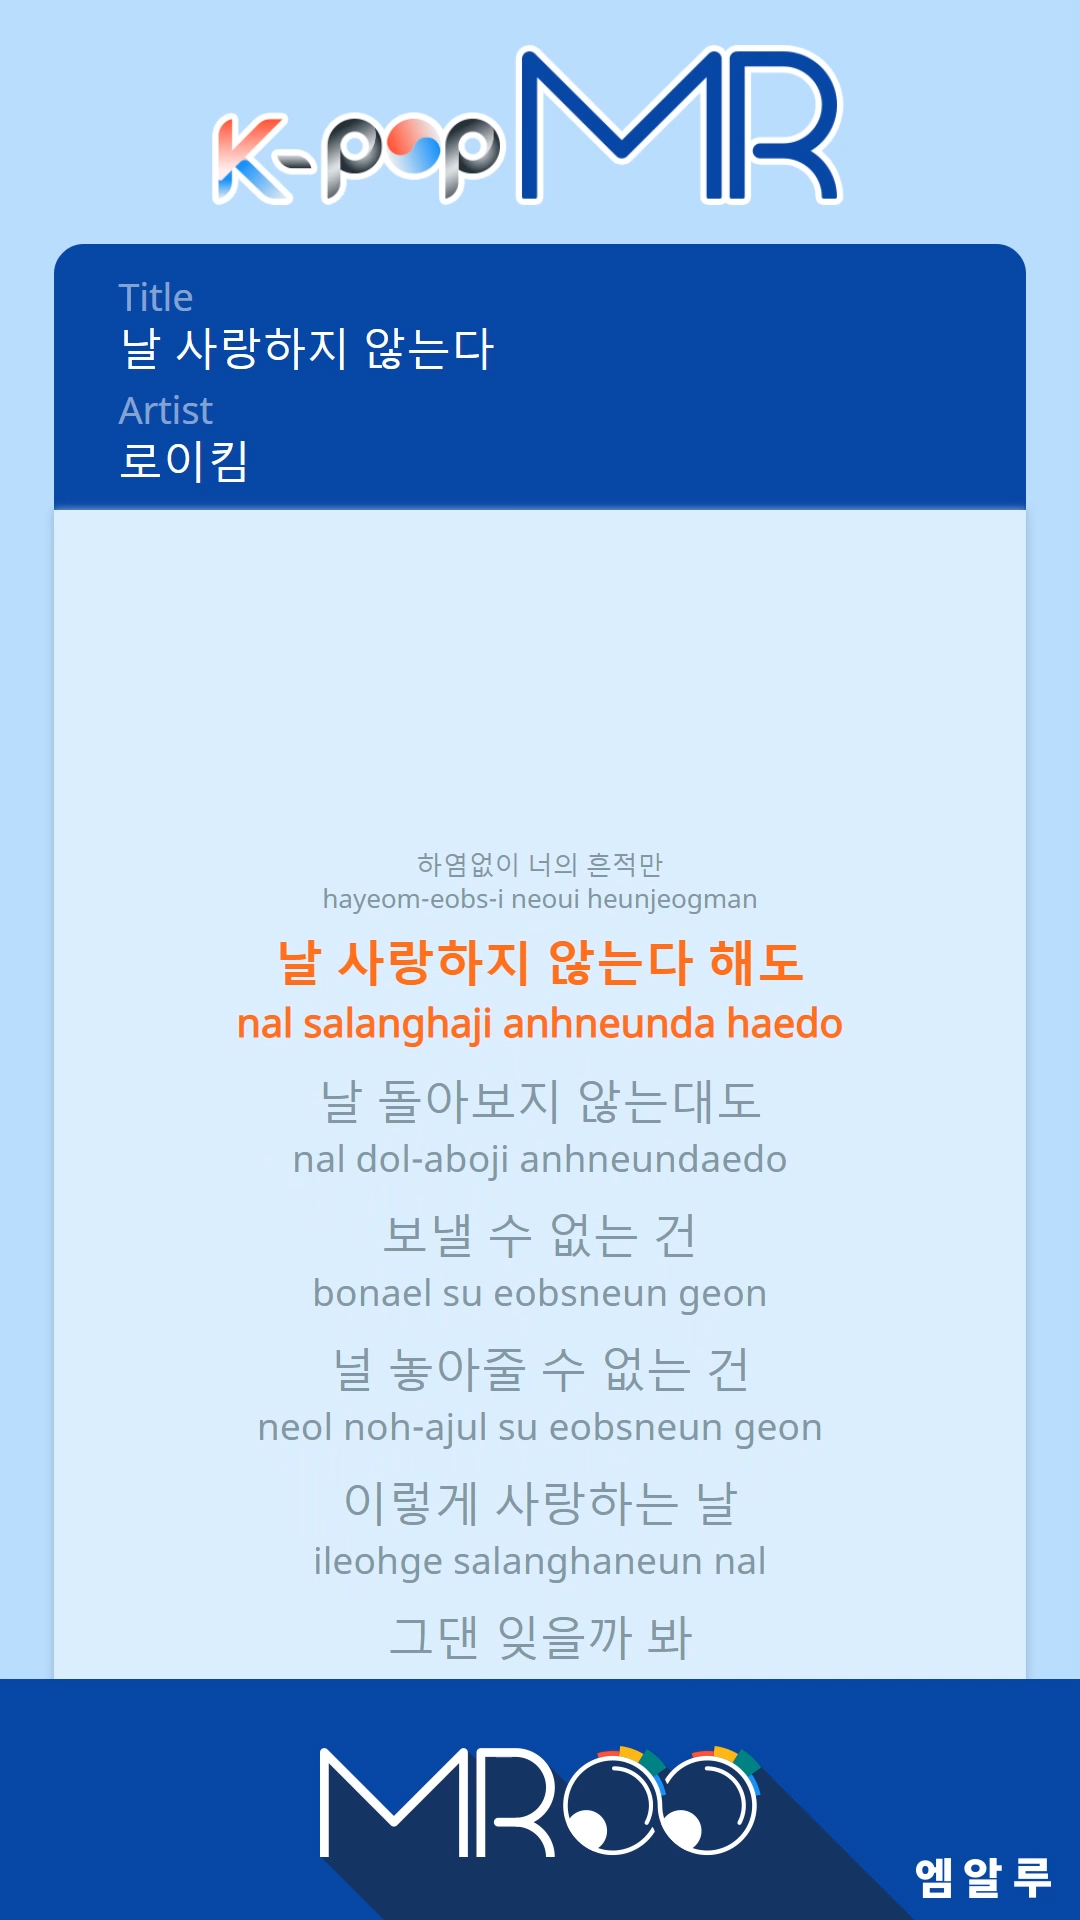 K-pop MR
Title
날 사랑하지 않는다
Artist
로이킴
하염없이 너의 흔적만
hayeom-eobs-i neoui heunjeogman
날 사랑하지 않는다 해도
nal salanghaji anhneunda haedo
날 돌아보지 않는대도
nal dol-aboji anhneundaedo
보낼 수 없는 건
bonael su eobsneun geon
널 놓아줄 수 없는 건
neol noh-ajul su eobsneun geon
이렇게 사랑하는 날
ileohge salanghaneun nal
그댄 잊을까 봐
MROO
엠알루